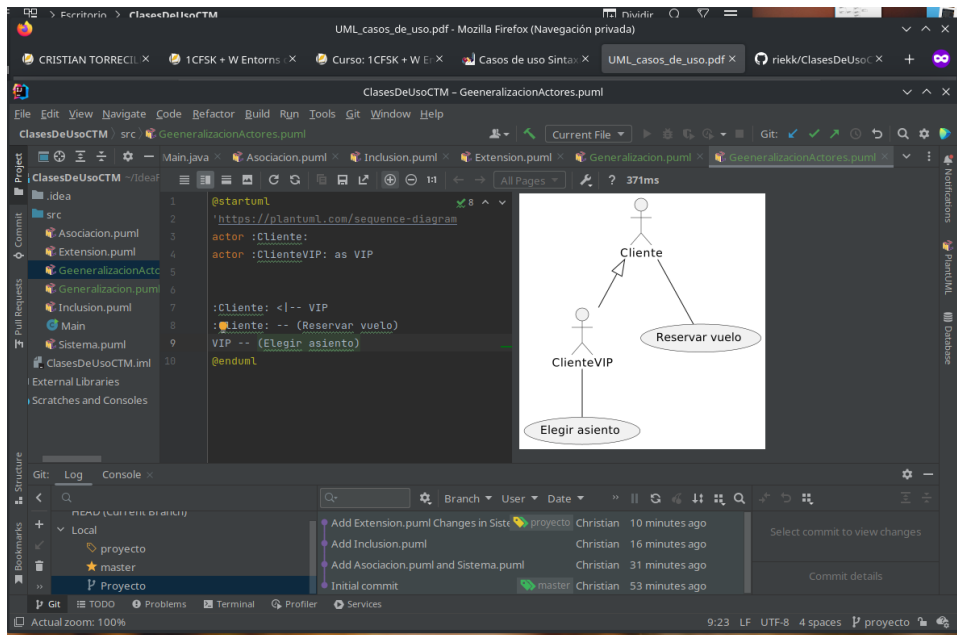 Escritorio > ClasesDeUsoCTM
Dividir
UML_casos_de_uso.pdf - Mozilla Firefox (Navegación privada)
CRISTIAN TORRECIL
1CFSK + W Entorns
Curso: 1CFSK + W Er
Casos de uso Sintax
UML_casos_de_uso.pdf
riekk/ClasesDeUsoC
ClasesDeUsoCTM – GeeneralizacionActores.puml
File Edit View Navigate Code Refactor Build Run Tools Git Window Help
ClasesDeUsoCTM src GeeneralizacionActores.puml
Current File
Git:
Project
Main.java
Asociacion.puml
Inclusion.puml
Extension.puml
Generalizacion.puml
GeeneralizacionActores.puml
ClasesDeUsoCTM ~/IdeaF
1:1
All Pages
?
371ms
.idea
src
Asociacion.puml
Extension.puml
GeeneralizacionActo
Generalizacion.puml
Inclusion.puml
Main
Sistema.puml
ClasesDeUsoCTM.iml
External Libraries
Scratches and Consoles
Commit
Pull Requests
1 @startuml
8
2 'https://plantuml.com/sequence-diagram
3 actor :Cliente:
4 actor :ClienteVIP: as VIP
5
6
7 :Cliente: <|-- VIP
8 :Cliente: -- (Reservar vuelo)
9 VIP -- (Elegir asiento)
10 @enduml
Cliente
Reservar vuelo
ClienteVIP
Elegir asiento
Notifications
PlantUML
Database
Structure
Bookmarks
Git: Log Console
Branch User Date
HEAD (Current Branch)
Local
proyecto
master
Proyecto
Add Extension.puml Changes in Siste proyecto Christian 10 minutes ago
Add Inclusion.puml Christian 16 minutes ago
Add Asociacion.puml and Sistema.puml Christian 31 minutes ago
Initial commit master Christian 53 minutes ago
Select commit to view changes
Commit details
Git TODO Problems Terminal Profiler Services
Actual zoom: 100%
9:23 LF UTF-8 4 spaces proyecto